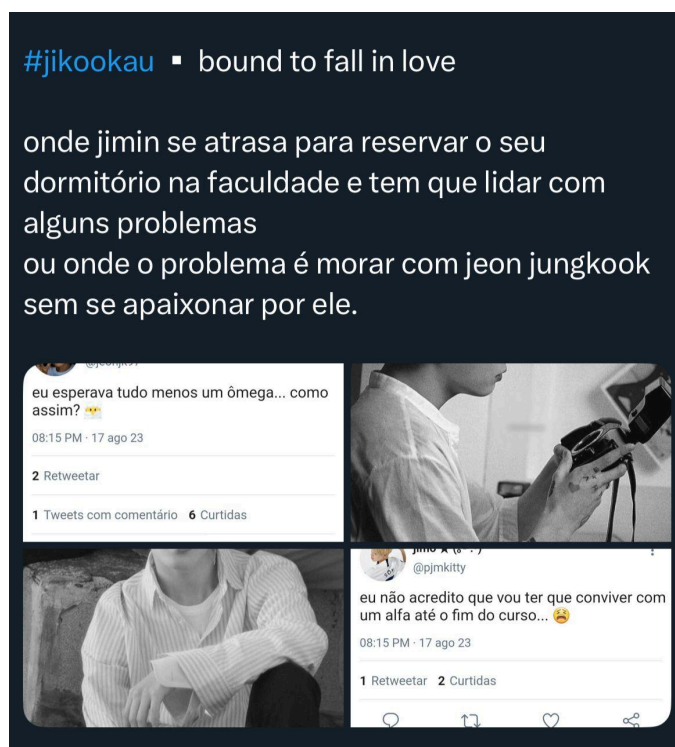 #jikookau ▪ bound to fall in love
onde jimin se atrasa para reservar o seu
dormitório na faculdade e tem que lidar com
alguns problemas
ou onde o problema é morar com jeon jungkook
sem se apaixonar por ele.
eu esperava tudo menos um ômega... como
assim?
08:15 PM · 17 ago 23
2 Retweetar
1 Tweets com comentário 6 Curtidas
@pjmkitty
eu não acredito que vou ter que conviver com
um alfa até o fim do curso... 😫
08:15 PM · 17 ago 23
1 Retweetar 2 Curtidas